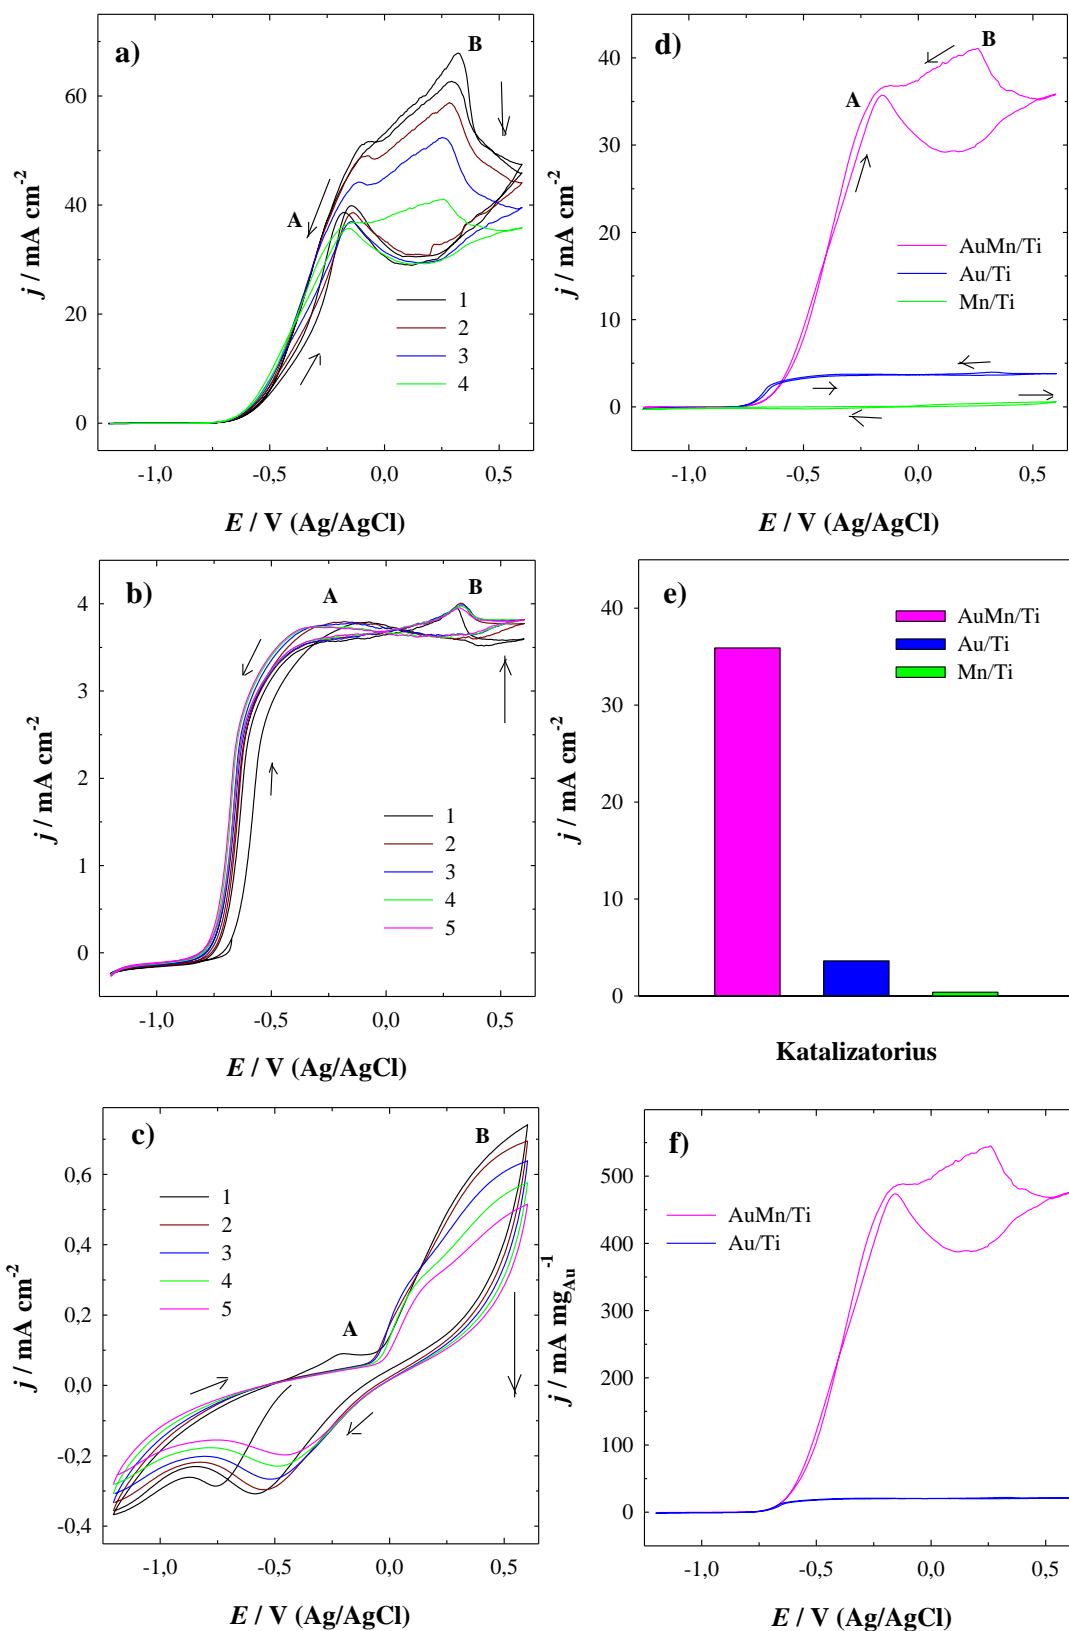 a)
B
A
j / mA cm-2
60
40
20
0
1
2
3
4
-1,0 -0,5 0,0 0,5
E / V (Ag/AgCl)
d)
B
A
j / mA cm-2
40
30
20
10
0
AuMn/Ti
Au/Ti
Mn/Ti
-1,0 -0,5 0,0 0,5
E / V (Ag/AgCl)
b)
A
B
j / mA cm-2
4
3
2
1
0
1
2
3
4
5
-1,0 -0,5 0,0 0,5
E / V (Ag/AgCl)
e)
j / mA cm-2
40
30
20
10
0
AuMn/Ti
Au/Ti
Mn/Ti
Katalizatorius
c)
B
A
j / mA cm-2
0,6
0,4
0,2
0,0
-0,2
-0,4
1
2
3
4
5
-1,0 -0,5 0,0 0,5
E / V (Ag/AgCl)
f)
j / mA mgAu-1
500
400
300
200
100
0
AuMn/Ti
Au/Ti
-1,0 -0,5 0,0 0,5
E / V (Ag/AgCl)